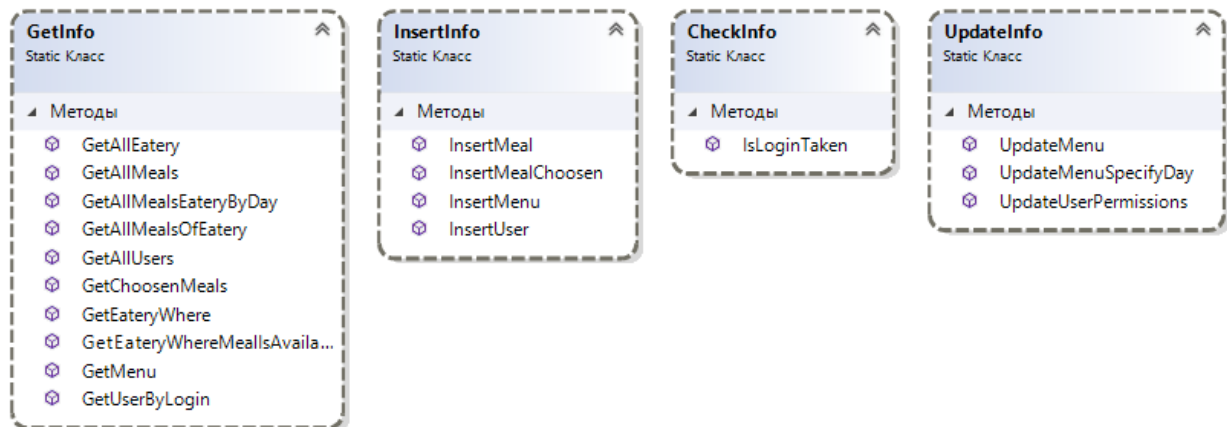 GetInfo
Static Класс
Методы
GetAllEatery
GetAllMeals
GetAllMealsEateryByDay
GetAllMealsOfEatery
GetAllUsers
GetChoosenMeals
GetEateryWhere
GetEateryWhereMealIsAvaila...
GetMenu
GetUserByLogin
InsertInfo
Static Класс
Методы
InsertMeal
InsertMealChoosen
InsertMenu
InsertUser
CheckInfo
Static Класс
Методы
IsLoginTaken
UpdateInfo
Static Класс
Методы
UpdateMenu
UpdateMenuSpecifyDay
UpdateUserPermissions